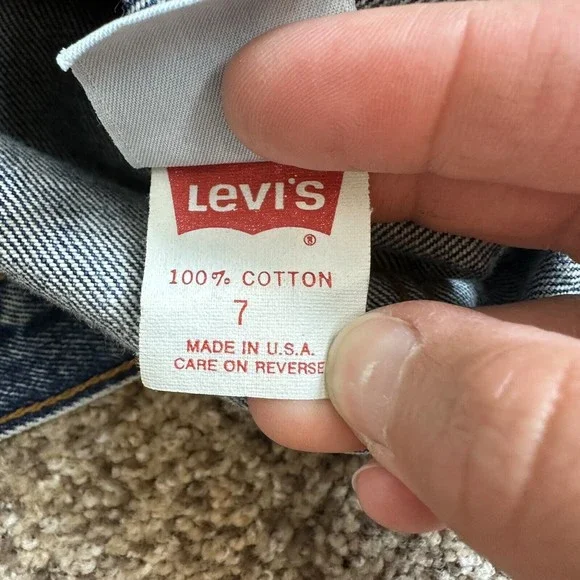 Levi's
®
100% COTTON
7
MADE IN U.S.A.
CARE ON REVERSE